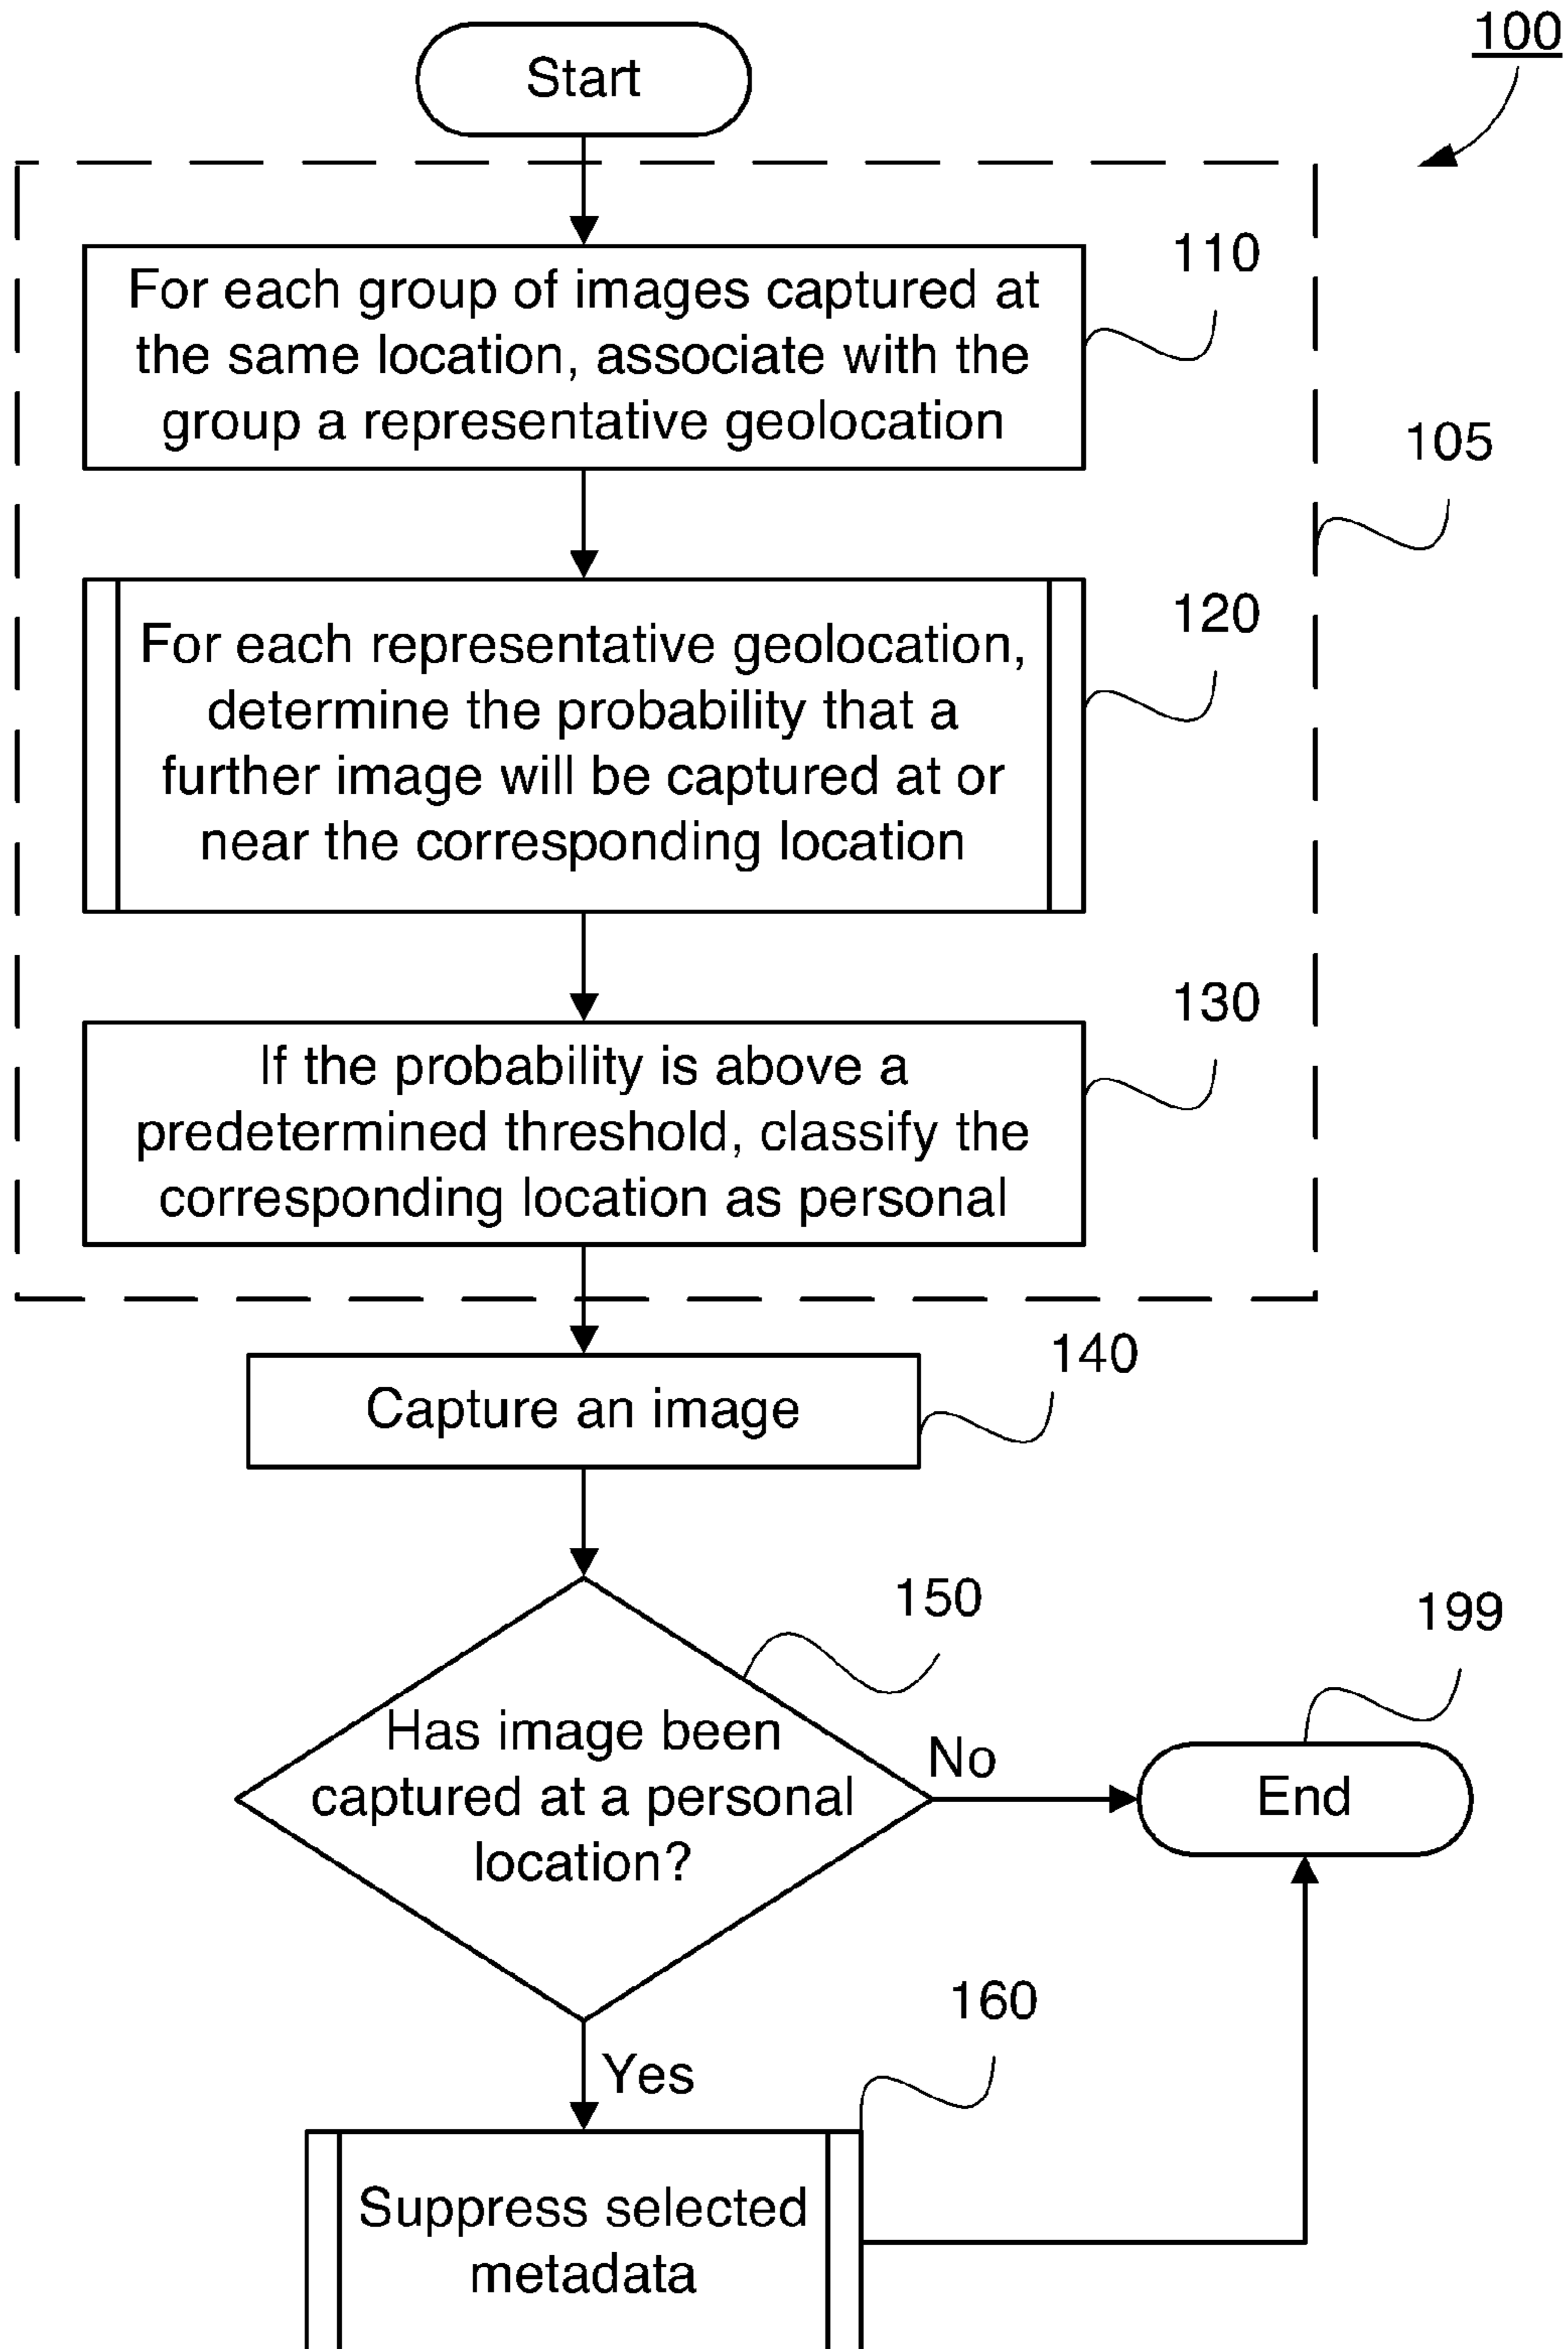 100
Start
110
For each group of images captured at
the same location, associate with the
group a representative geolocation
105
120
For each representative geolocation,
determine the probability that a
further image will be captured at or
near the corresponding location
130
If the probability is above a
predetermined threshold, classify the
corresponding location as personal
140
Capture an image
150
199
Has image been
captured at a personal
location?
No
End
160
Yes
Suppress selected
metadata